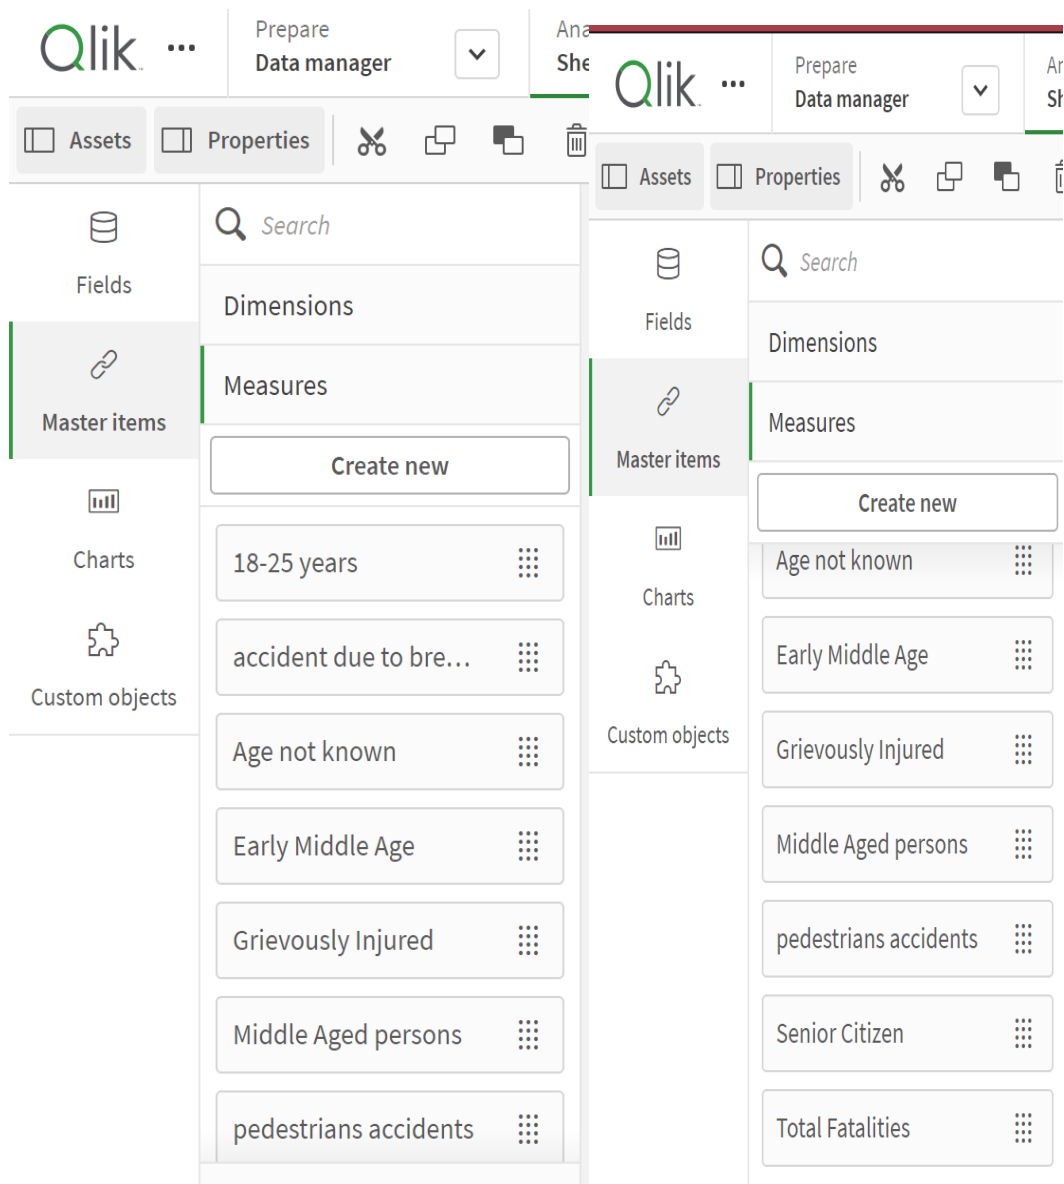 Qlik
Prepare
Data manager
Ana
She
Assets
Properties
Fields
Master items
Charts
Custom objects
Search
Dimensions
Measures
Create new
18-25 years
accident due to bre...
Age not known
Early Middle Age
Grievously Injured
Middle Aged persons
pedestrians accidents
Qlik
Prepare
Data manager
An
Sh
Assets
Properties
Fields
Master items
Charts
Custom objects
Search
Dimensions
Measures
Create new
Age not known
Early Middle Age
Grievously Injured
Middle Aged persons
pedestrians accidents
Senior Citizen
Total Fatalities